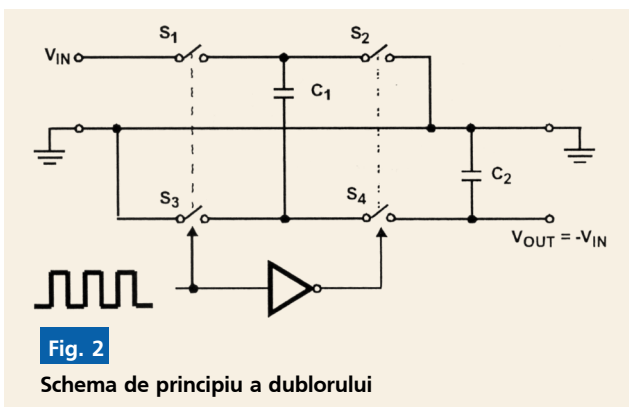 S1
S2
VIN
C1
C2
S3
S4
VOUT = -VIN
Fig. 2
Schema de principiu a dublorului